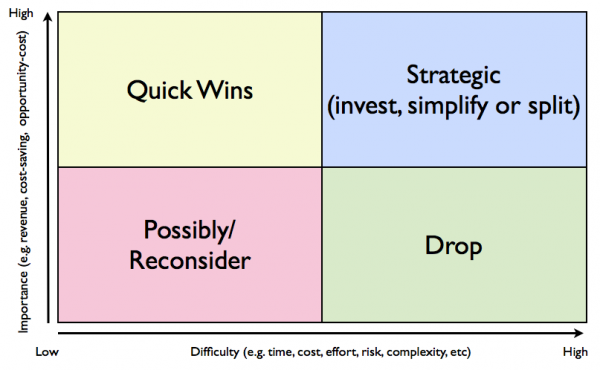 High
Importance (e.g. revenue, cost-saving, opportunity-cost)
Quick Wins
Strategic
(invest, simplify or split)
Possibly/
Reconsider
Drop
Low
Difficulty (e.g. time, cost, effort, risk, complexity, etc)
High